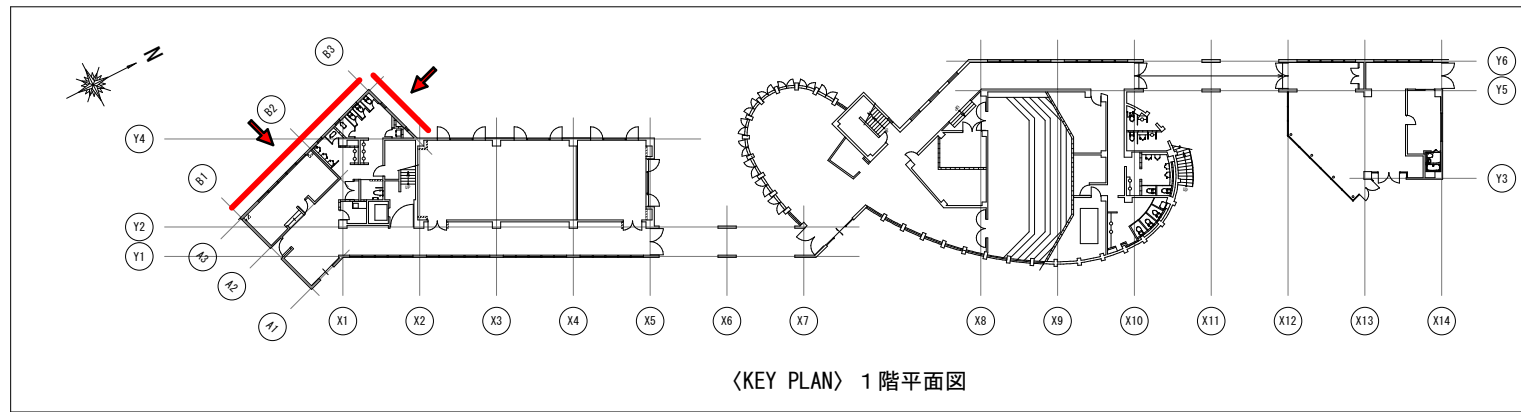 N
B3
B2
B1
Y4
Y2
Y1
A3
A2
A1
X1
X2
X3
X4
X5
X6
X7
X8
X9
X10
X11
X12
X13
X14
Y6
Y5
Y3
〈KEY PLAN〉 1階平面図